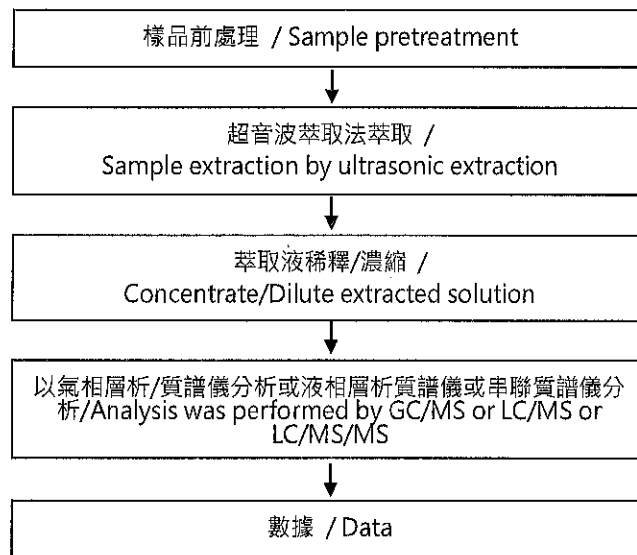 樣品前處理 / Sample pretreatment
超音波萃取法萃取 /
Sample extraction by ultrasonic extraction
萃取液稀釋/濃縮 /
Concentrate/Dilute extracted solution
以氣相層析/質譜儀分析或液相層析質譜儀或串聯質譜儀分
析/Analysis was performed by GC/MS or LC/MS or
LC/MS/MS
數據 / Data